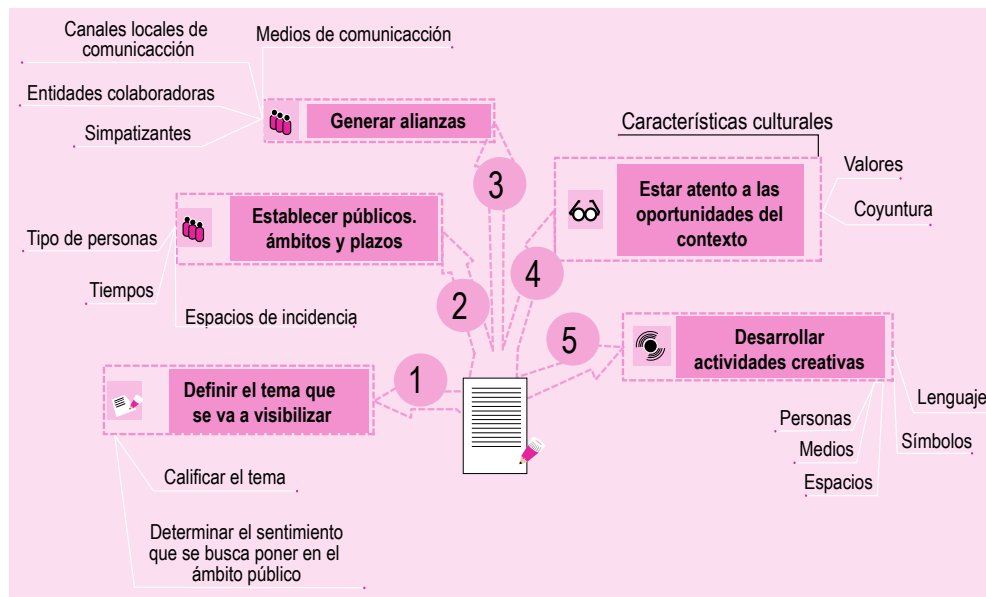 Canales locales de
comunicacción
Medios de comunicacción
Entidades colaboradoras
Simpatizantes
Generar alianzas
3
Características culturales
Estar atento a las
oportunidades del
contexto
Valores
Coyuntura
4
Establecer públicos.
ámbitos y plazos
Tipo de personas
Tiempos
Espacios de incidencia
2
5
Desarrollar
actividades creativas
Lenguaje
Personas
Símbolos
Medios
Espacios
1
Definir el tema que
se va a visibilizar
Calificar el tema
Determinar el sentimiento
que se busca poner en el
ámbito público